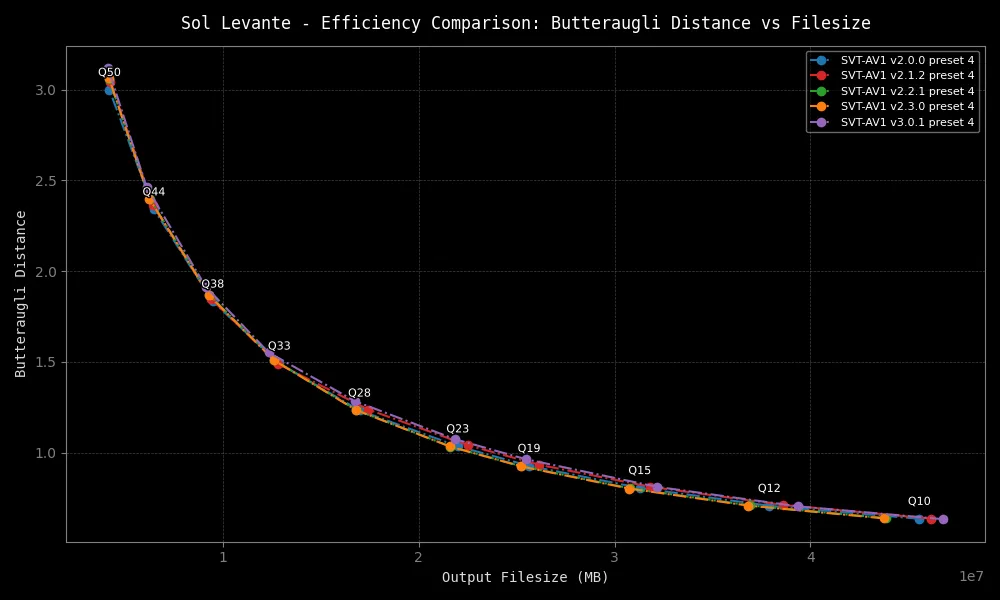 Sol Levante - Efficiency Comparison: Butteraugli Distance vs Filesize
SVT-AV1 v2.0.0 preset 4
SVT-AV1 v2.1.2 preset 4
SVT-AV1 v2.2.1 preset 4
SVT-AV1 v2.3.0 preset 4
SVT-AV1 v3.0.1 preset 4
Butteraugli Distance
3.0
2.5
2.0
1.5
1.0
Q50
Q44
Q38
Q33
Q28
Q23
Q19
Q15
Q12
Q10
1
2
3
4
1e7
Output Filesize (MB)